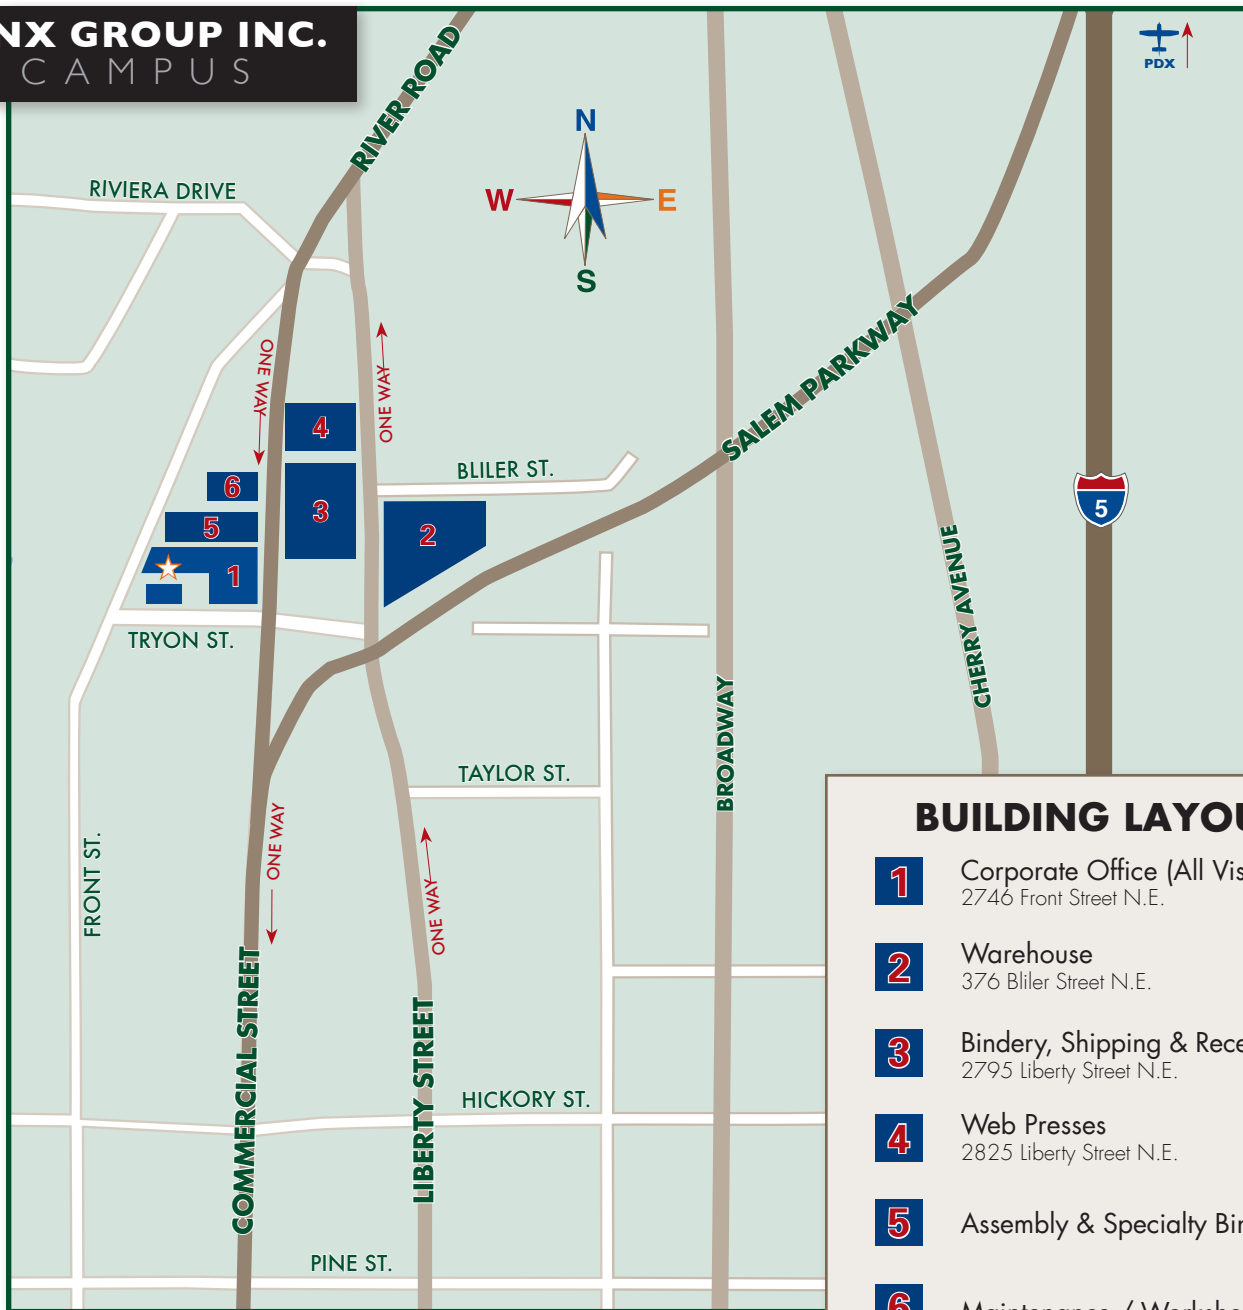 NX GROUP INC.
CAMPUS
PDX
RIVER ROAD
N
W
E
S
RIVIERA DRIVE
ONE WAY
ONE WAY
SALEM PARKWAY
4
BLILER ST.
6
3
5
2
5
1
TRYON ST.
CHERRY AVENUE
BROADWAY
TAYLOR ST.
ONE WAY
FRONT ST.
ONE WAY
COMMERCIAL STREET
LIBERTY STREET
HICKORY ST.
PINE ST.
BUILDING LAYOU
1 Corporate Office (All Vis
2746 Front Street N.E.
2 Warehouse
376 Bliler Street N.E.
3 Bindery, Shipping & Rece
2795 Liberty Street N.E.
4 Web Presses
2825 Liberty Street N.E.
5 Assembly & Specialty Bin
6 Maintenance / Worksho